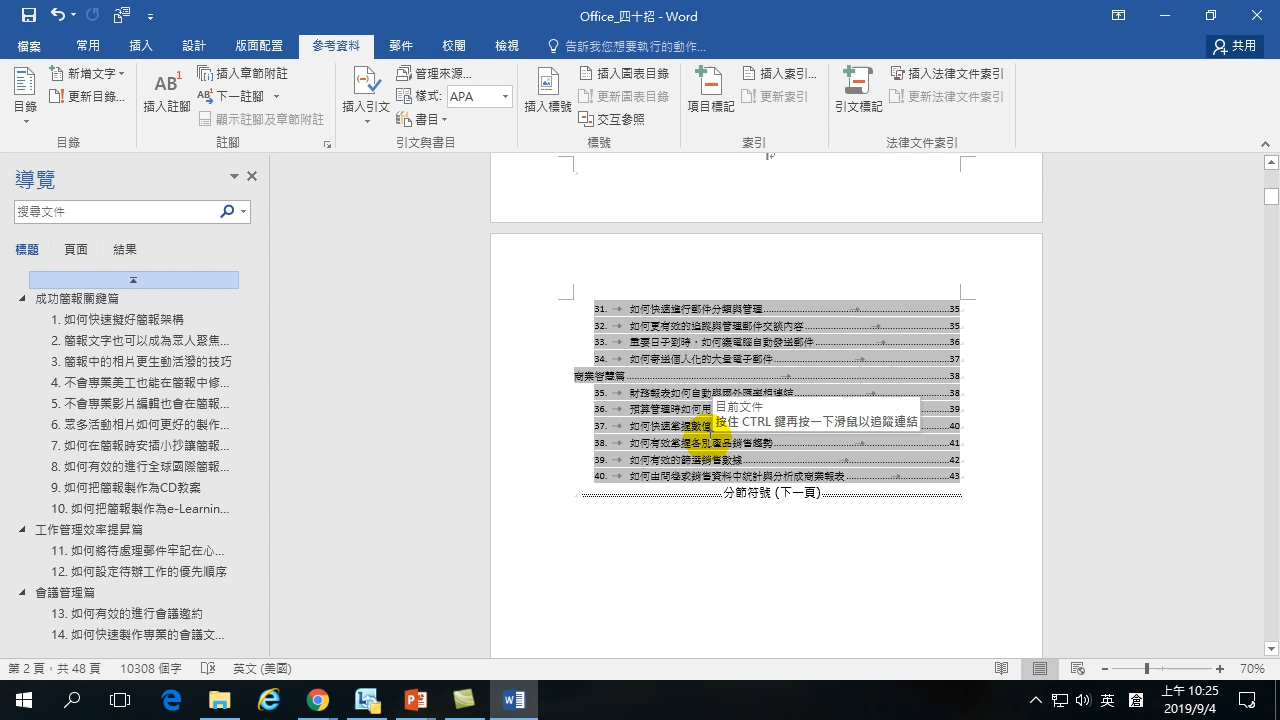 Office_四十招 - Word
檔案 常用 插入 設計 版面配置 參考資料 郵件 校閱 檢視 告訴我您想要執行的動作... 共用
目錄 新增文字 更新目錄...
插入註腳 AB1 插入章節附註 下一註腳 顯示註腳及章節附註
插入引文 管理來源... 樣式: APA 書目
插入標號 插入圖表目錄 更新圖表目錄 交互參照
項目標記 插入索引... 更新索引
引文標記 插入法律文件索引 更新法律文件索引
目錄 註腳 引文與書目 標號 索引 法律文件索引
導覽
搜尋文件
標題 頁面 結果
成功簡報關鍵篇
1. 如何快速擬好簡報架構
2. 簡報文字也可以成為眾人聚焦...
3. 簡報中的相片更生動活潑的技巧
4. 不會專業美工也能在簡報中修...
5. 不會專業影片編輯也會在簡報...
6. 眾多活動相片如何更好的製作...
7. 如何在簡報時安插小抄讓簡報...
8. 如何有效的進行全球國際簡報...
9. 如何把簡報製作為CD教案
10. 如何把簡報製作為e-Learnin...
工作管理效率提昇篇
11. 如何將待處理郵件牢記在心...
12. 如何設定待辦工作的優先順序
會議管理篇
13. 如何有效的進行會議邀約
14. 如何快速製作專業的會議文...
31. 如何快速進行郵件分類與管理 35
32. 如何更有效的追蹤與管理郵件交談內容 35
33. 重要日子到時，如何讓電腦自動發送郵件 36
34. 如何寄送個人化的大量電子郵件 37
商業智慧篇 38
35. 財務報表如何自動與國外匯率相連結 38
36. 預算管理時如何用 39
目前文件
按住 CTRL 鍵再按一下滑鼠以追蹤連結
37. 如何快速掌握數值 40
38. 如何有效掌握各別產品銷售趨勢 41
39. 如何有效的篩選銷售數據 42
40. 如何由問卷或銷售資料中統計與分析成商業報表 43
分節符號 (下一頁)
第 2 頁，共 48 頁 10308 個字 英文 (美國) 70%
英 上午 10:25
2019/9/4